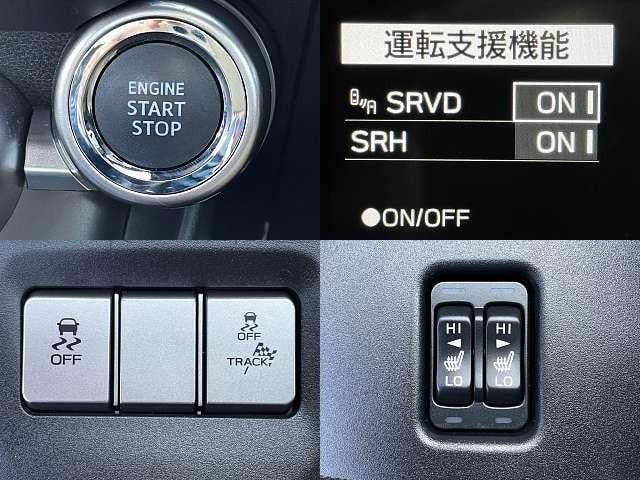 ENGINE
START
STOP
運転支援機能
SRVD ON
SRH ON
●ON/OFF
OFF
OFF
TRACK
HI HI
LO LO